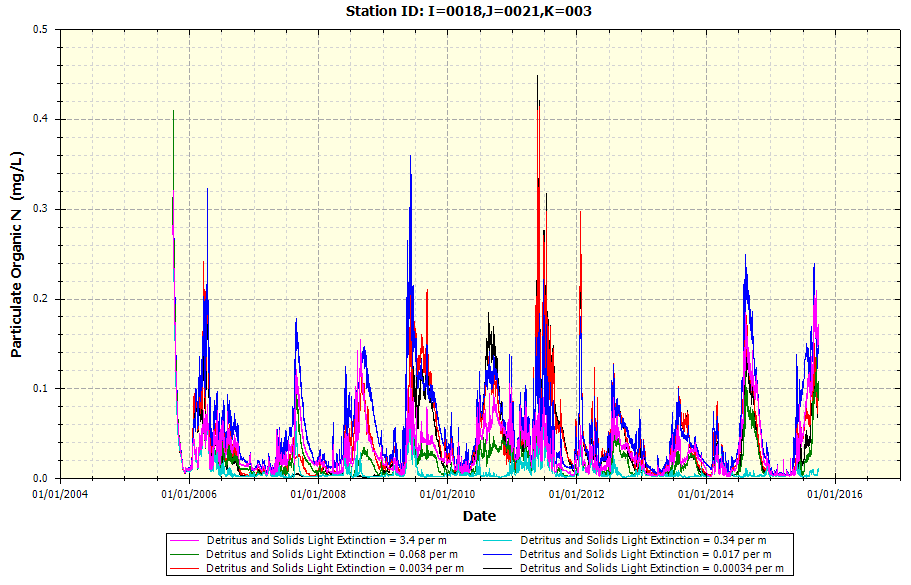 Station ID: I=0018,J=0021,K=003
0.5
0.4
0.3
0.2
0.1
0.0
Particulate Organic N (mg/L)
01/01/2004 01/01/2006 01/01/2008 01/01/2010 01/01/2012 01/01/2014 01/01/2016
Date
Detritus and Solids Light Extinction = 3.4 per m Detritus and Solids Light Extinction = 0.34 per m
Detritus and Solids Light Extinction = 0.068 per m Detritus and Solids Light Extinction = 0.017 per m
Detritus and Solids Light Extinction = 0.0034 per m Detritus and Solids Light Extinction = 0.00034 per m